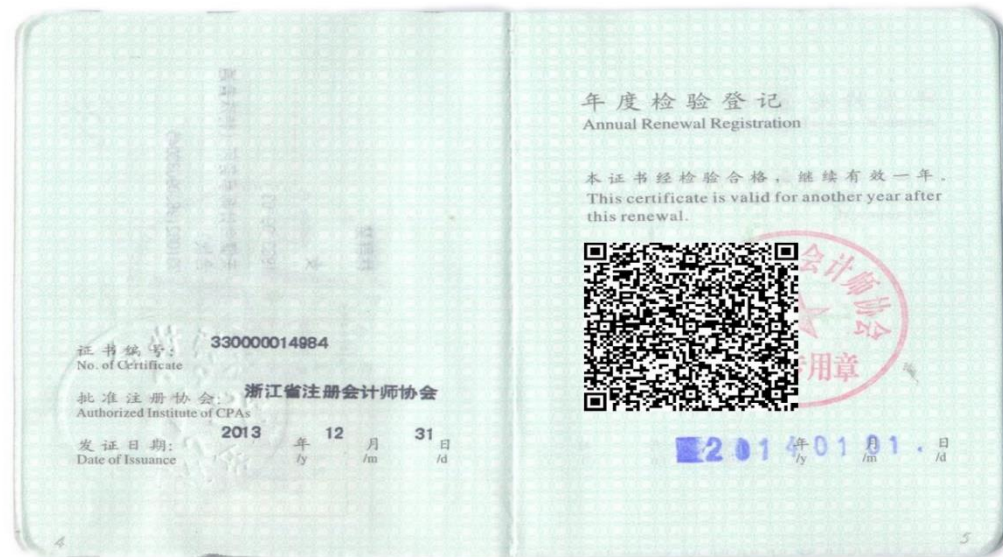 证书编号：
No. of Certificate
330000014984
批准注册协会：
Authorized Institute of CPAs
浙江省注册会计师协会
发证日期：
Date of Issuance
2013 年 12 月 31 日
/y /m /d
4
年度检验登记
Annual Renewal Registration
本证书经检验合格，继续有效一年.
This certificate is valid for another year after
this renewal.
会计师协会
专用章
2014 年 01 月 01 . 日
/y /m /d
5